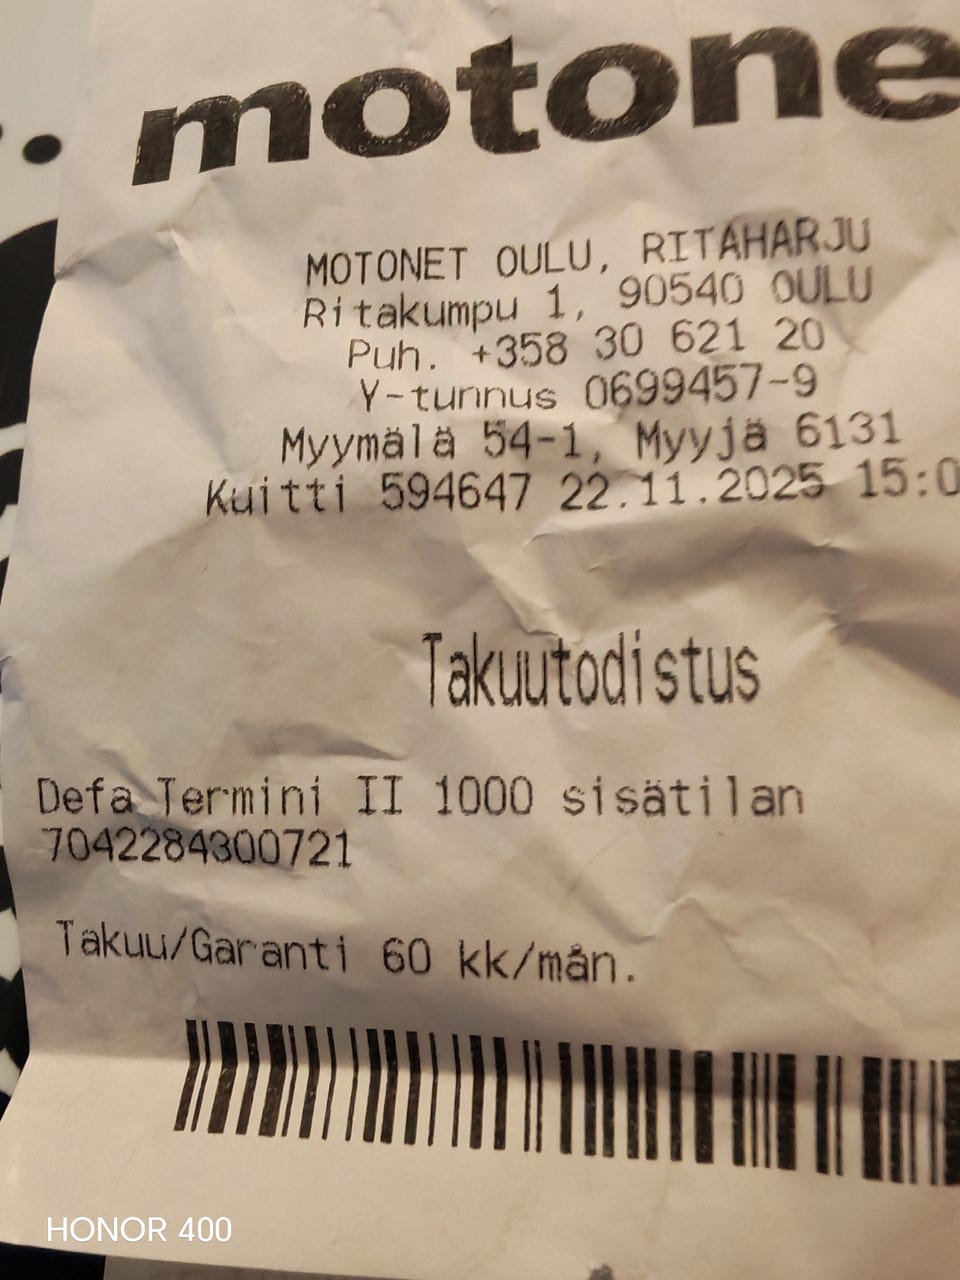 motone
MOTONET OULU, RITAHARJU
Ritakumpu 1, 90540 OULU
Puh. +358 30 621 20
Y-tunnus 0699457-9
Myymälä 54-1, Myyjä 6131
Kuitti 594647 22.11.2025 15:0
Takuutodistus
Defa Termini II 1000 sisätilan
7042284300721
Takuu/Garanti 60 kk/mån.
HONOR 400